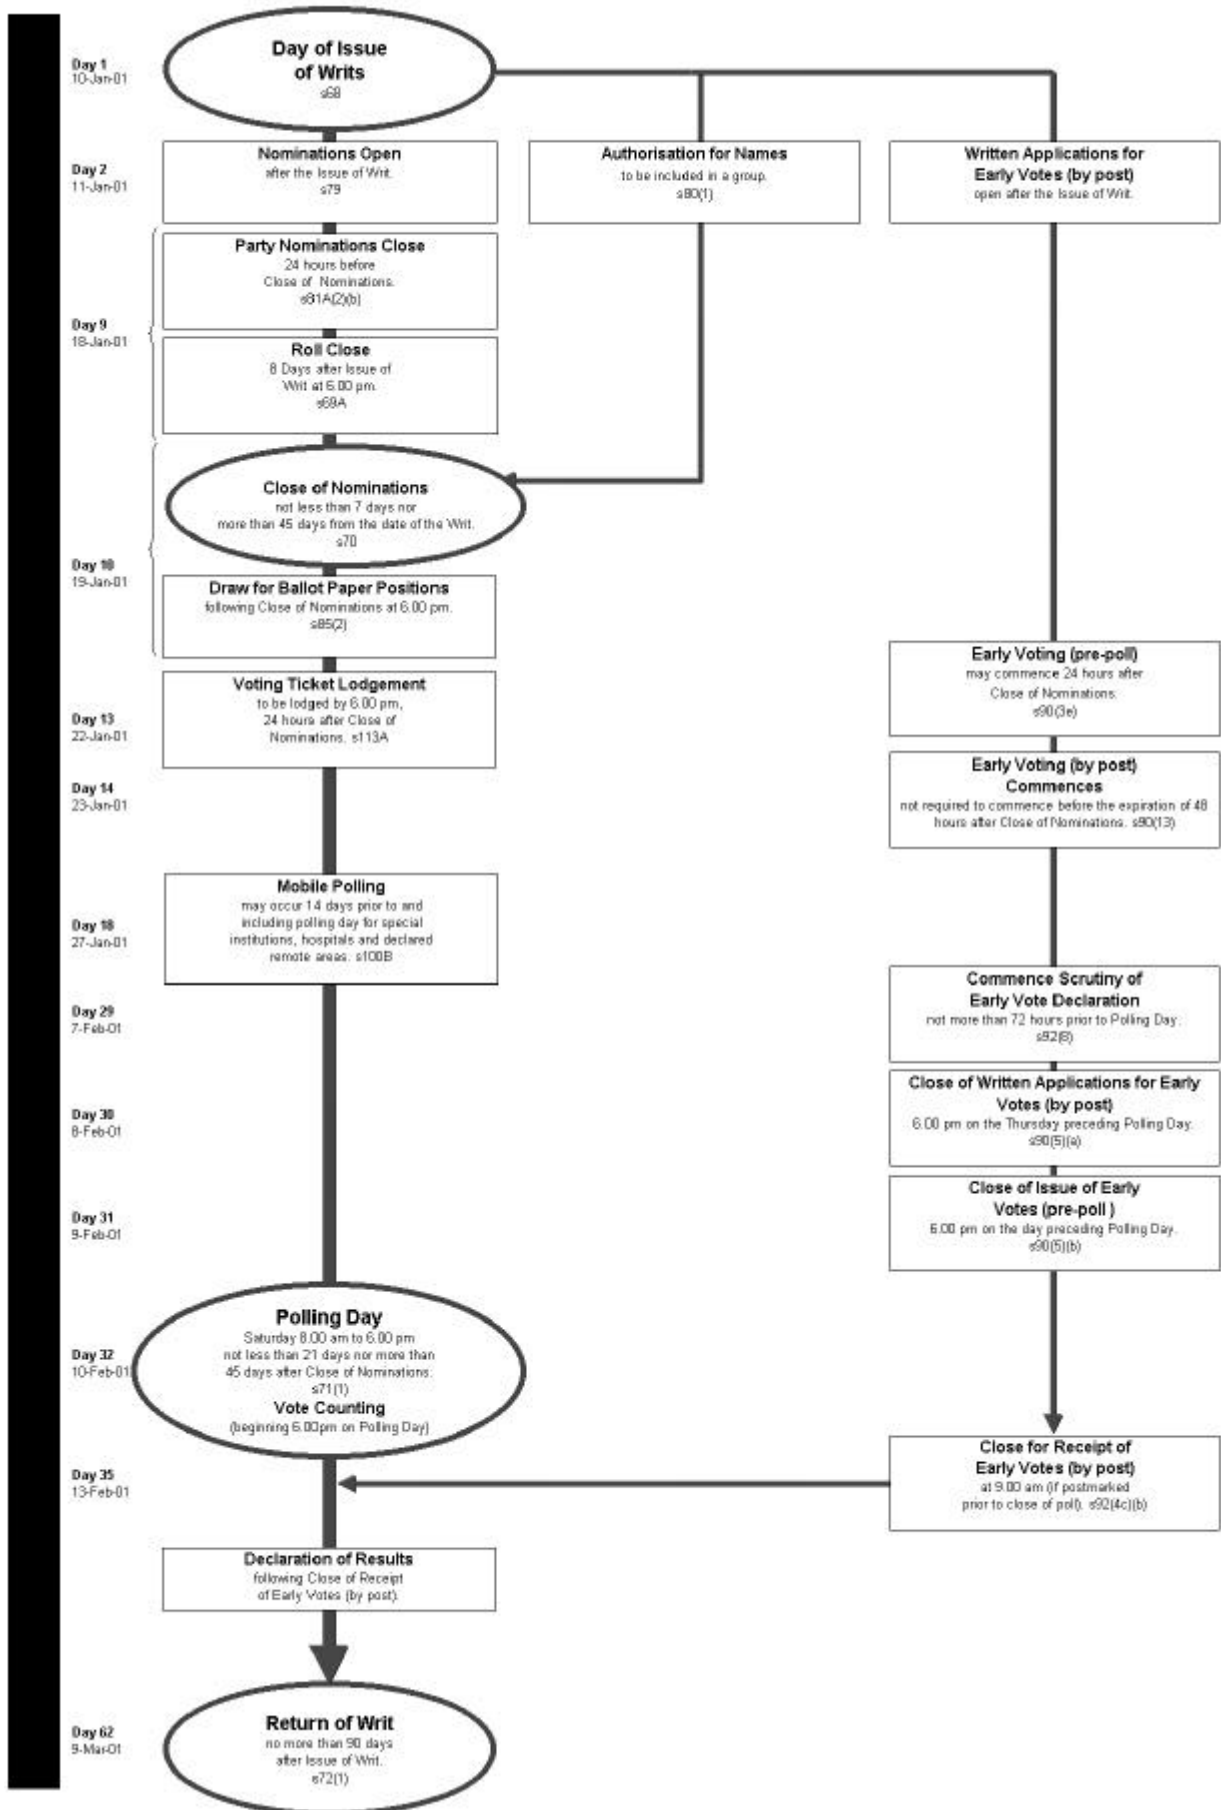 Day of Issue
of Writs
s68
Day 1
10-Jan-01
Nominations Open
after the Issue of Writ.
s79
Authorisation for Names
to be included in a group.
s80(1)
Written Applications for
Early Votes (by post)
open after the Issue of Writ.
Day 2
11-Jan-01
Party Nominations Close
24 hours before
Close of Nominations.
s81A(2)(b)
Day 9
18-Jan-01
Roll Close
8 Days after Issue of
Writ at 6.00 pm.
s69A
Close of Nominations
not less than 7 days nor
more than 45 days from the date of the Writ.
s70
Day 10
19-Jan-01
Draw for Ballot Paper Positions
following Close of Nominations at 6.00 pm.
s85(2)
Early Voting (pre-poll)
may commence 24 hours after
Close of Nominations.
s90(3e)
Voting Ticket Lodgement
to be lodged by 6.00 pm,
24 hours after Close of
Nominations. s113A
Day 13
22-Jan-01
Early Voting (by post)
Commences
not required to commence before the expiration of 48
hours after Close of Nominations. s90(13)
Day 14
23-Jan-01
Mobile Polling
may occur 14 days prior to and
including polling day for special
institutions, hospitals and declared
remote areas. s100B
Day 18
27-Jan-01
Commence Scrutiny of
Early Vote Declaration
not more than 72 hours prior to Polling Day.
s92(8)
Day 29
7-Feb-01
Close of Written Applications for Early
Votes (by post)
6.00 pm on the Thursday preceding Polling Day.
s90(5)(a)
Day 30
8-Feb-01
Close of Issue of Early
Votes (pre-poll )
6.00 pm on the day preceding Polling Day.
s90(5)(b)
Day 31
9-Feb-01
Polling Day
Saturday 8.00 am to 6.00 pm
not less than 21 days nor more than
45 days after Close of Nominations.
s71(1)
Vote Counting
(beginning 6.00pm on Polling Day)
Day 32
10-Feb-01
Close for Receipt of
Early Votes (by post)
at 9.00 am (if postmarked
prior to close of poll). s92(4c)(b)
Day 35
13-Feb-01
Declaration of Results
following Close of Receipt
of Early Votes (by post).
Return of Writ
no more than 90 days
after Issue of Writ.
s72(1)
Day 62
9-Mar-01